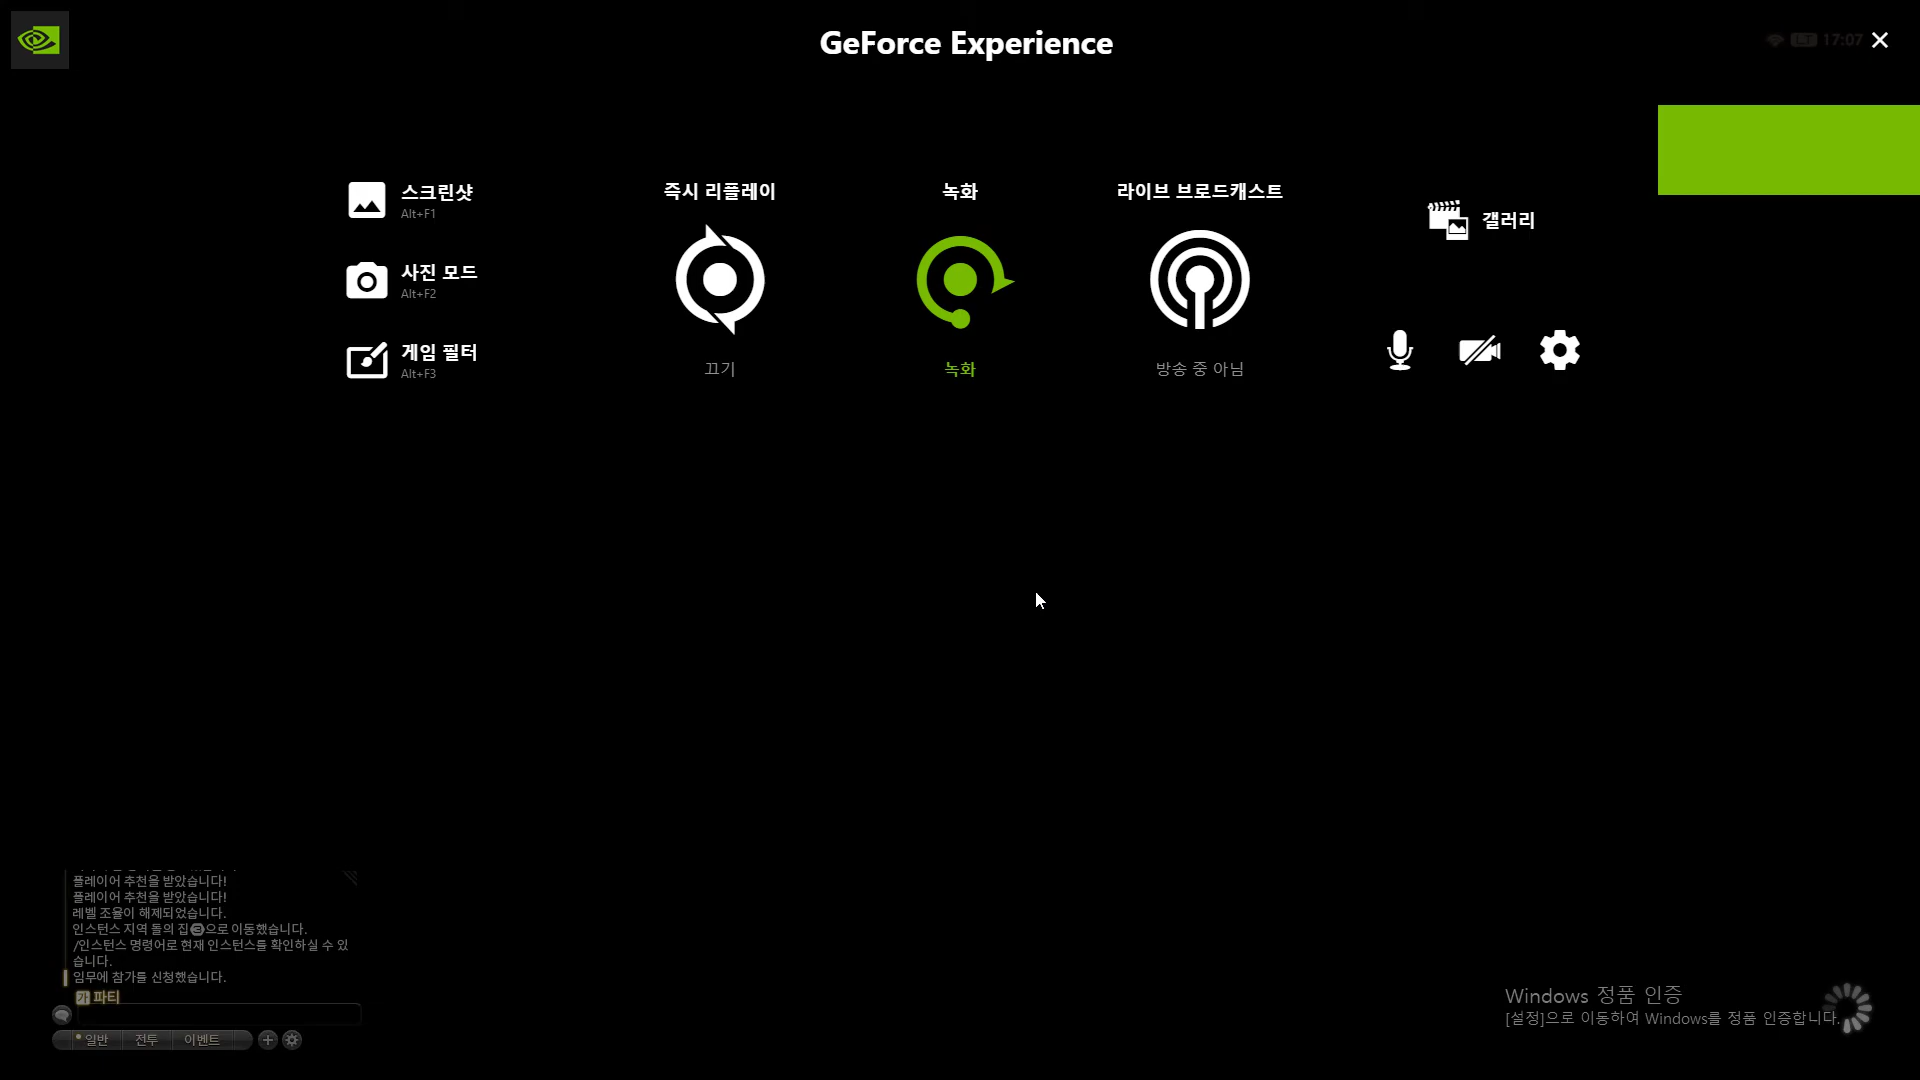 GeForce Experience
LT 17:07
스크린샷
Alt+F1
사진 모드
Alt+F2
게임 필터
Alt+F3
즉시 리플레이
끄기
녹화
녹화
라이브 브로드캐스트
방송 중 아님
갤러리
플레이어 추천을 받았습니다!
플레이어 추천을 받았습니다!
레벨 조율이 해제되었습니다.
인스턴스 지역 돌의 집3으로 이동했습니다.
/인스턴스 명령어로 현재 인스턴스를 확인하실 수 있
습니다.
임무에 참가를 신청했습니다.
가 파티
일반 전투 이벤트
Windows 정품 인증
[설정]으로 이동하여 Windows를 정품 인증합니다.